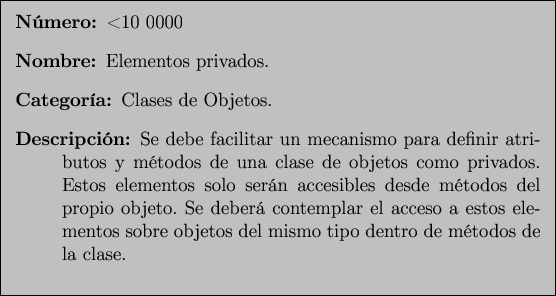 Número: <10 0000
Nombre: Elementos privados.
Categoría: Clases de Objetos.
Descripción: Se debe facilitar un mecanismo para definir atri-
butos y métodos de una clase de objetos como privados.
Estos elementos solo serán accesibles desde métodos del
propio objeto. Se deberá contemplar el acceso a estos ele-
mentos sobre objetos del mismo tipo dentro de métodos de
la clase.